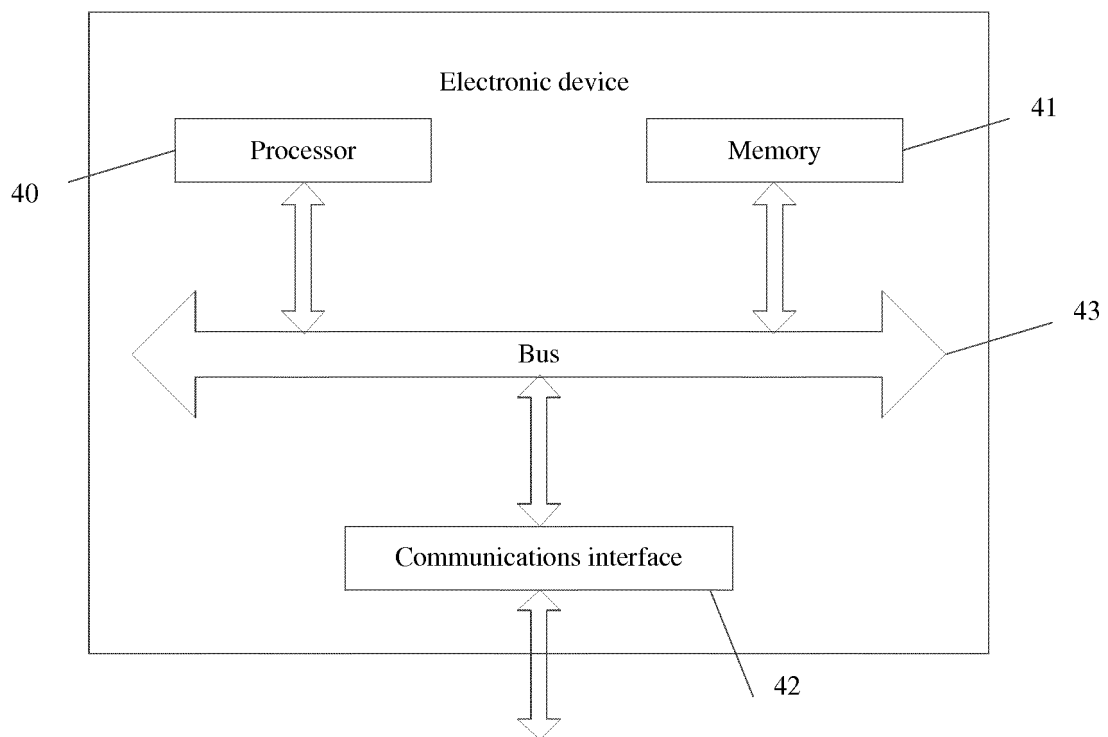 Electronic device
41
Processor
Memory
40
43
Bus
Communications interface
42